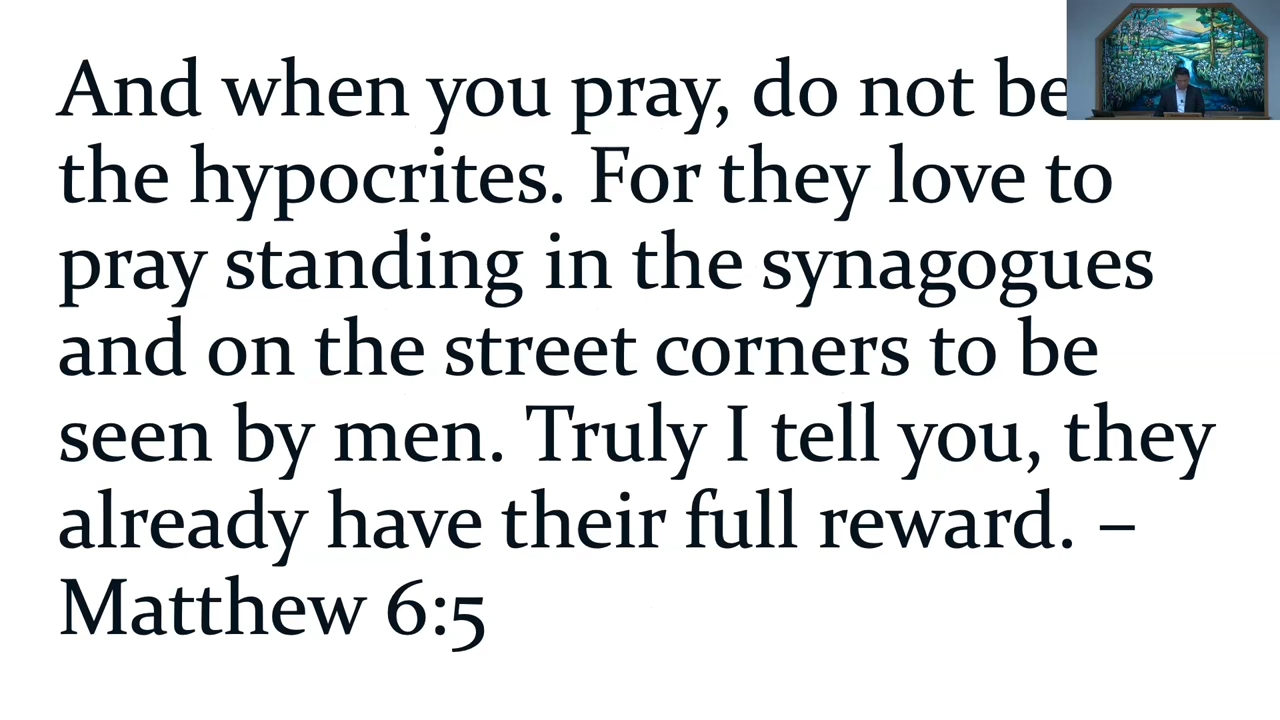 And when you pray, do not be
the hypocrites. For they love to
pray standing in the synagogues
and on the street corners to be
seen by men. Truly I tell you, they
already have their full reward. –
Matthew 6:5